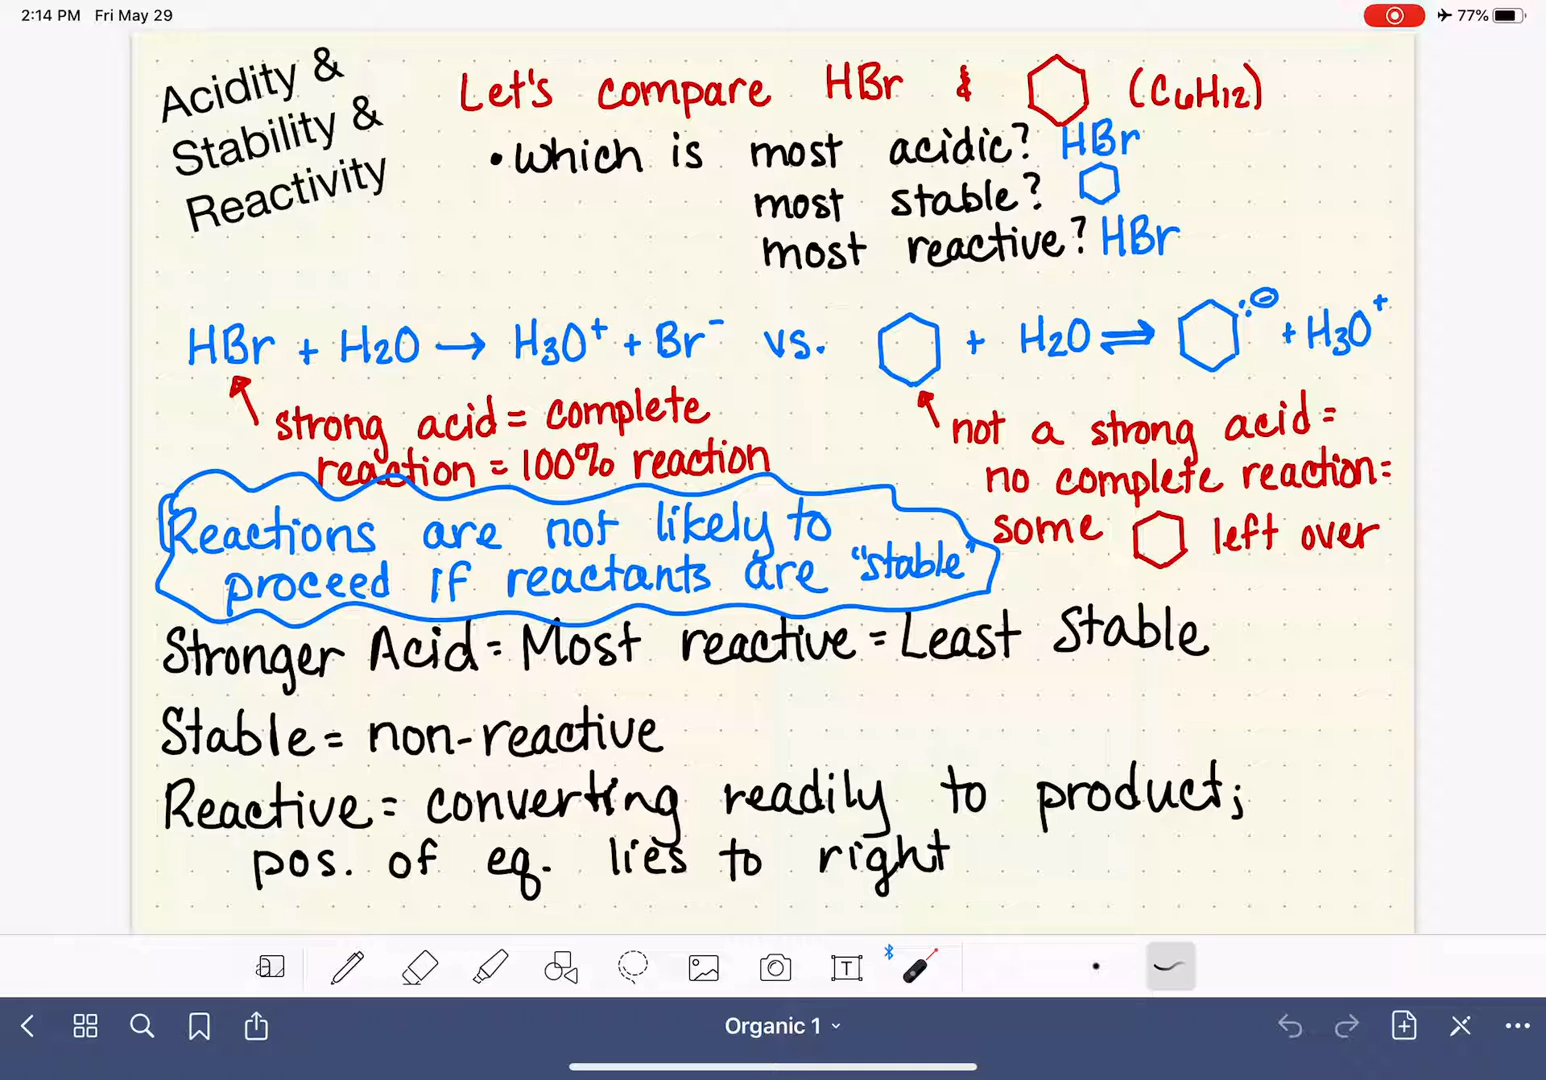 2:14 PM Fri May 29
77%
Acidity &
Stability &
Reactivity
Let's compare HBr & (C6H12)
• Which is most acidic? HBr
most stable?
most reactive? HBr
HBr + H2O → H3O+ + Br- vs. + H2O ⇌ :⊖ + H3O+
strong acid = complete
reaction = 100% reaction
not a strong acid =
no complete reaction =
some left over
Reactions are not likely to
proceed if reactants are "stable"
Stronger Acid = Most reactive = Least Stable
Stable = non-reactive
Reactive = converting readily to product;
pos. of eq. lies to right
T
Organic 1